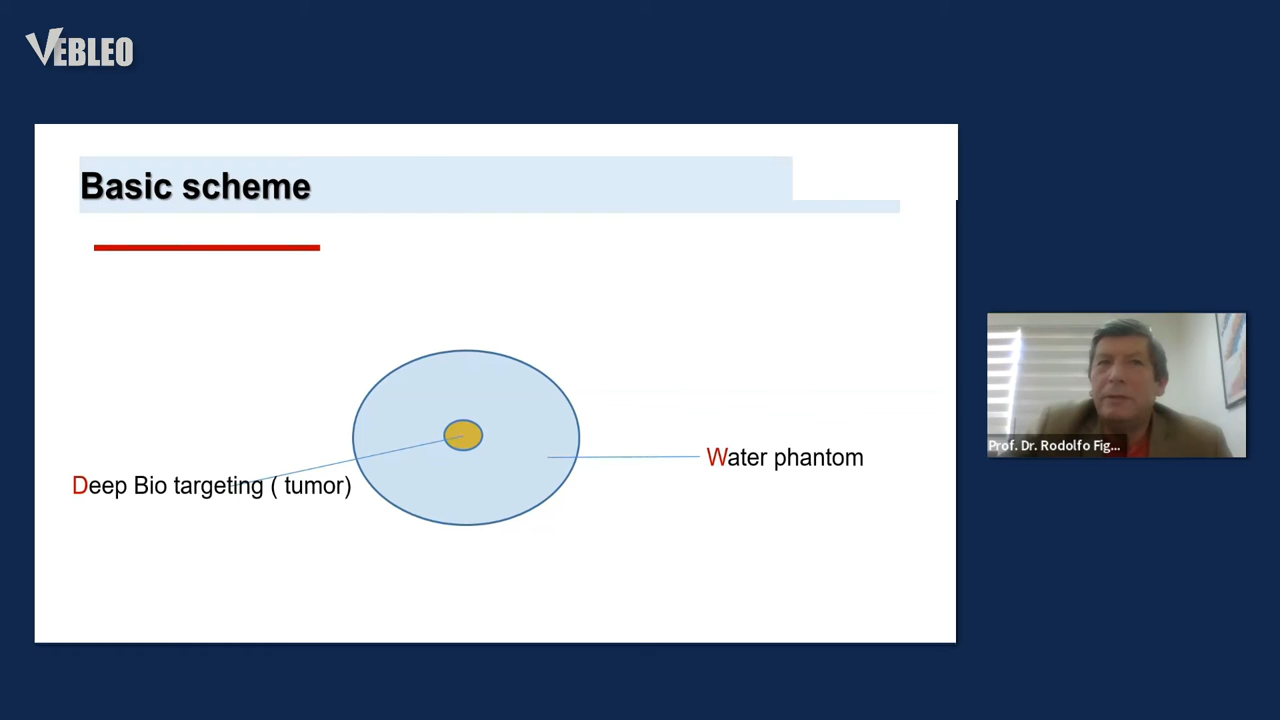 VEBLEO
Basic scheme
Water phantom
Deep Bio targeting ( tumor)
Prof. Dr. Rodolfo Fig...